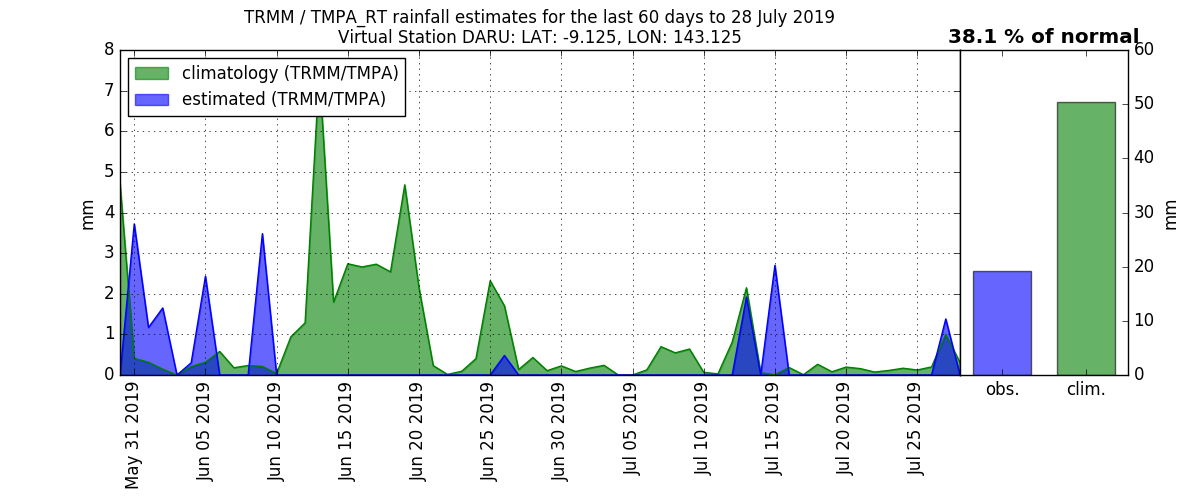 TRMM / TMPA_RT rainfall estimates for the last 60 days to 28 July 2019
Virtual Station DARU: LAT: -9.125, LON: 143.125
38.1 % of normal
climatology (TRMM/TMPA)
estimated (TRMM/TMPA)
8
7
6
5
4
3
2
1
0
mm
May 31 2019
Jun 05 2019
Jun 10 2019
Jun 15 2019
Jun 20 2019
Jun 25 2019
Jun 30 2019
Jul 05 2019
Jul 10 2019
Jul 15 2019
Jul 20 2019
Jul 25 2019
60
50
40
30
20
10
0
mm
obs.
clim.